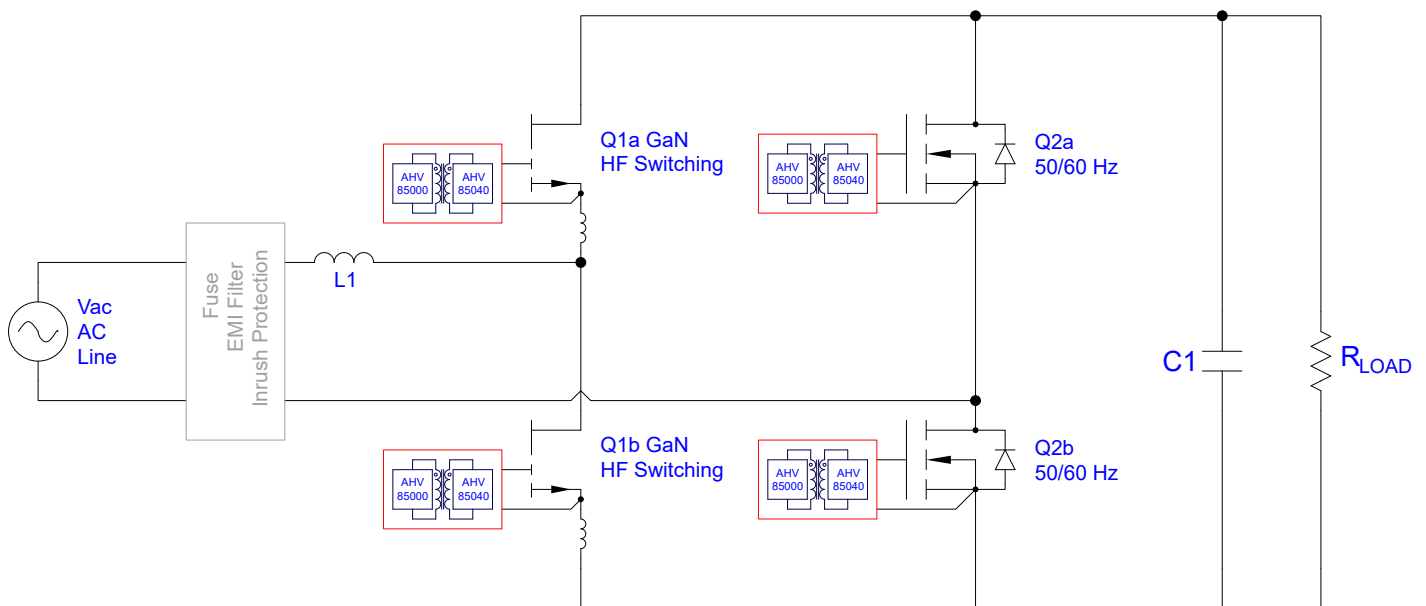 Q1a GaN
HF Switching
AHV
85000
AHV
85040
Q2a
50/60 Hz
AHV
85000
AHV
85040
Vac
AC
Line
Fuse
EMI Filter
Inrush Protection
L1
C1
RLOAD
Q1b GaN
HF Switching
AHV
85000
AHV
85040
Q2b
50/60 Hz
AHV
85000
AHV
85040